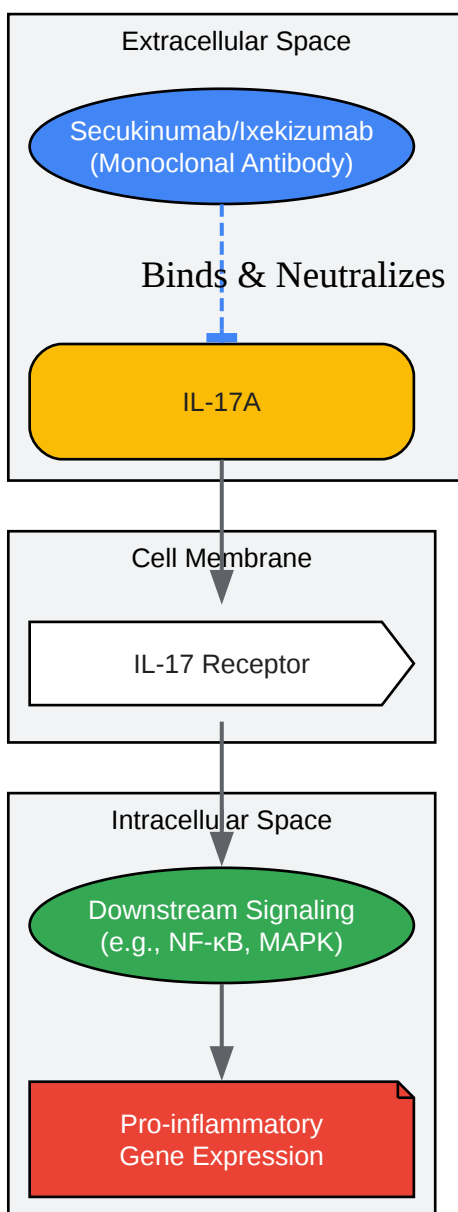 Extracellular Space
Secukinumab/Ixekizumab
(Monoclonal Antibody)
Binds & Neutralizes
IL-17A
Cell Membrane
IL-17 Receptor
Intracellular Space
Downstream Signaling
(e.g., NF-κB, MAPK)
Pro-inflammatory
Gene Expression